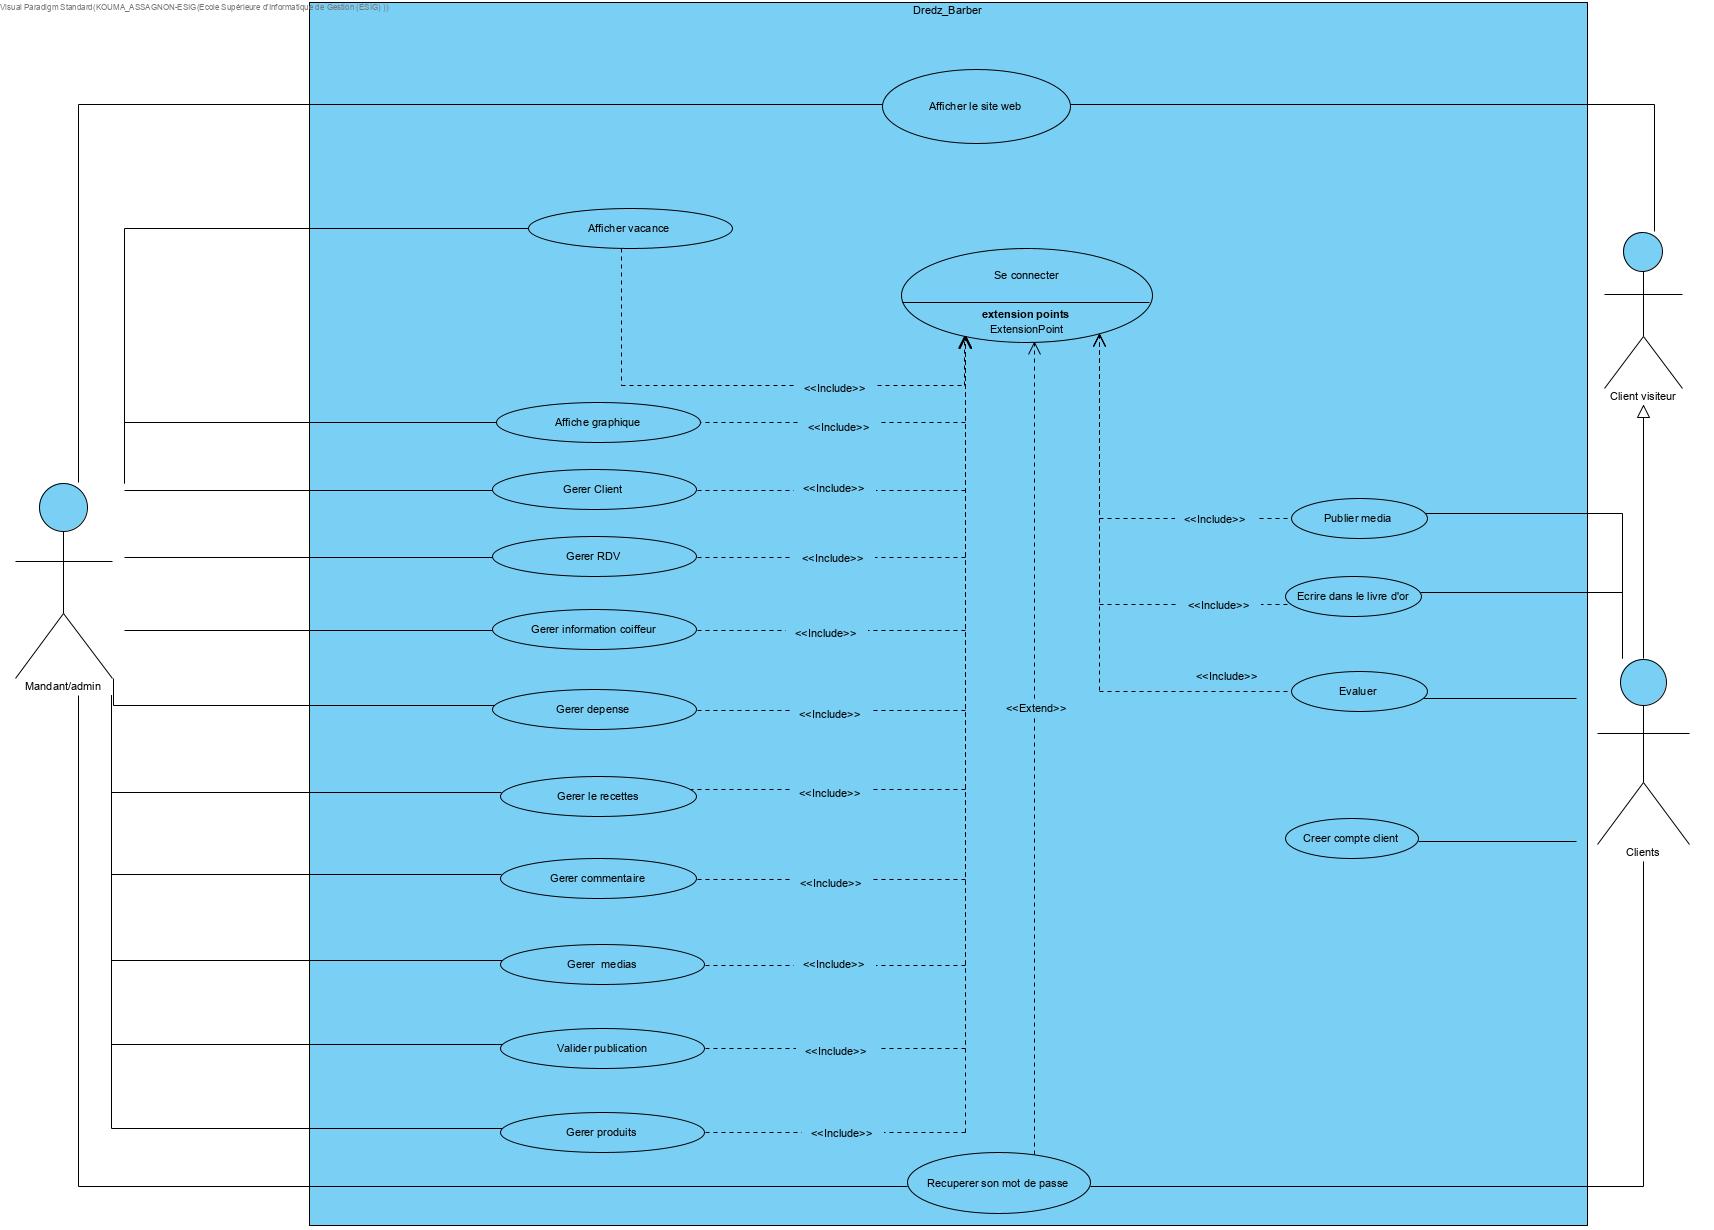 Visual Paradigm Standard(KOUMA_ASSAGNON-ESIG(Ecole Supérieure d'Informatique de Gestion (ESIG) ))
Dredz_Barber
Afficher le site web
Afficher vacance
Se connecter
extension points
ExtensionPoint
<<Include>>
Client visiteur
Affiche graphique
<<Include>>
Gerer Client
<<Include>>
Publier media
<<Include>>
Gerer RDV
<<Include>>
Ecrire dans le livre d'or
<<Include>>
Gerer information coiffeur
<<Include>>
<<Include>>
Mandant/admin
Evaluer
Gerer depense
<<Include>>
<<Extend>>
Gerer le recettes
<<Include>>
Creer compte client
Clients
Gerer commentaire
<<Include>>
Gerer  medias
<<Include>>
Valider publication
<<Include>>
Gerer produits
<<Include>>
Recuperer son mot de passe